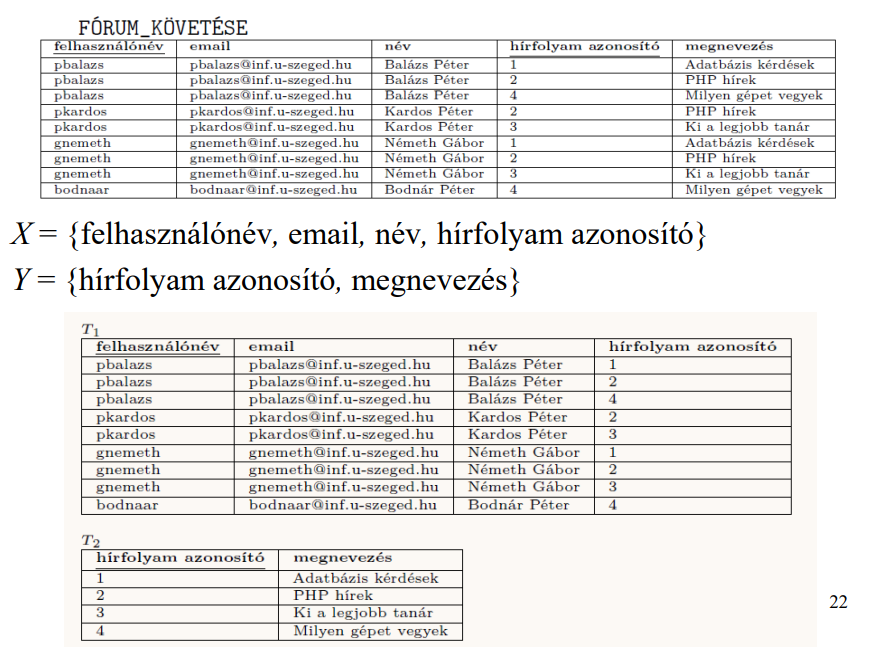 FÓRUM_KÖVETÉSE
felhasználónév email név hírfolyam azonosító megnevezés
pbalazs pbalazs@inf.u-szeged.hu Balázs Péter 1 Adatbázis kérdések
pbalazs pbalazs@inf.u-szeged.hu Balázs Péter 2 PHP hírek
pbalazs pbalazs@inf.u-szeged.hu Balázs Péter 4 Milyen gépet vegyek
pkardos pkardos@inf.u-szeged.hu Kardos Péter 2 PHP hírek
pkardos pkardos@inf.u-szeged.hu Kardos Péter 3 Ki a legjobb tanár
gnemeth gnemeth@inf.u-szeged.hu Németh Gábor 1 Adatbázis kérdések
gnemeth gnemeth@inf.u-szeged.hu Németh Gábor 2 PHP hírek
gnemeth gnemeth@inf.u-szeged.hu Németh Gábor 3 Ki a legjobb tanár
bodnaar bodnaar@inf.u-szeged.hu Bodnár Péter 4 Milyen gépet vegyek
X = {felhasználónév, email, név, hírfolyam azonosító}
Y = {hírfolyam azonosító, megnevezés}
T₁
felhasználónév email név hírfolyam azonosító
pbalazs pbalazs@inf.u-szeged.hu Balázs Péter 1
pbalazs pbalazs@inf.u-szeged.hu Balázs Péter 2
pbalazs pbalazs@inf.u-szeged.hu Balázs Péter 4
pkardos pkardos@inf.u-szeged.hu Kardos Péter 2
pkardos pkardos@inf.u-szeged.hu Kardos Péter 3
gnemeth gnemeth@inf.u-szeged.hu Németh Gábor 1
gnemeth gnemeth@inf.u-szeged.hu Németh Gábor 2
gnemeth gnemeth@inf.u-szeged.hu Németh Gábor 3
bodnaar bodnaar@inf.u-szeged.hu Bodnár Péter 4
T₂
hírfolyam azonosító megnevezés
1 Adatbázis kérdések
2 PHP hírek
3 Ki a legjobb tanár
4 Milyen gépet vegyek
22